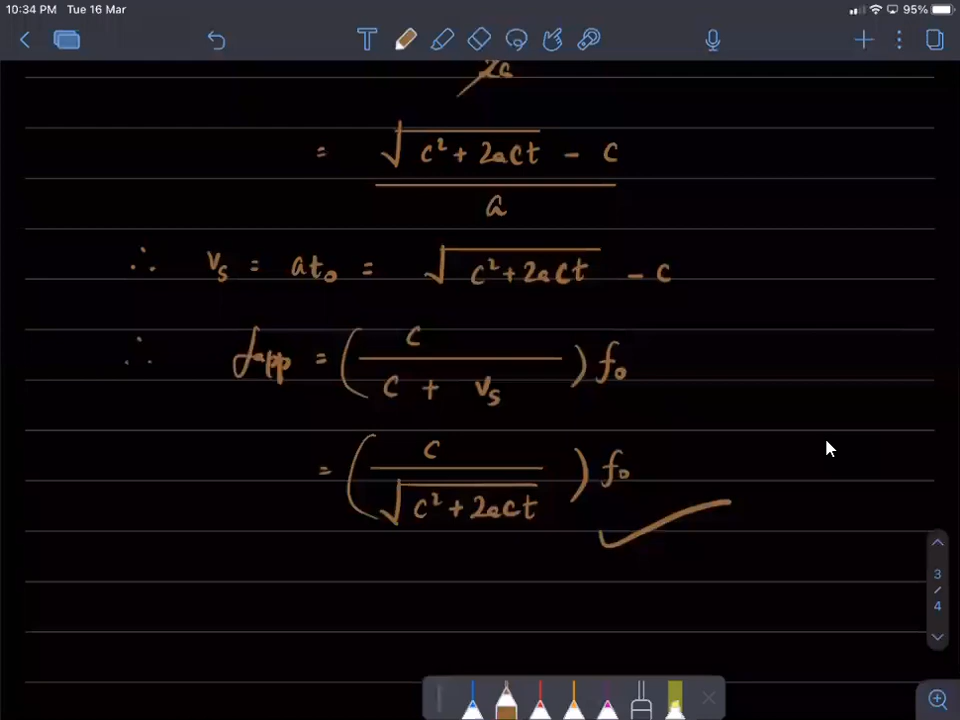 10:34 PM Tue 16 Mar 95%
2a
= √(c² + 2act) - c
a
∴ vₛ = at₀ = √(c²+2act) - c
∴ fapp = ( c / c + vₛ ) f₀
= ( c / √(c²+2act) ) f₀
3
/
4